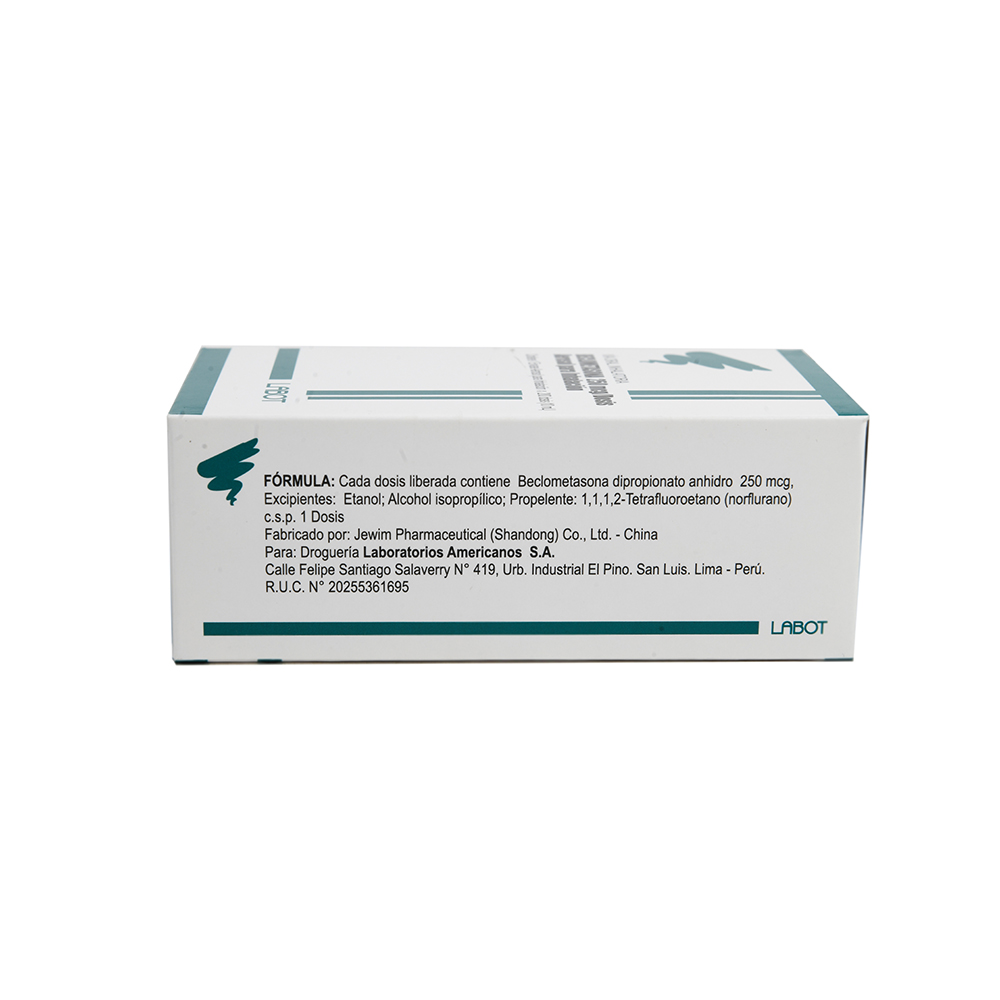 LABOT
FÓRMULA: Cada dosis liberada contiene Beclometasona dipropionato anhidro 250 mcg,
Excipientes: Etanol; Alcohol isopropílico; Propelente: 1,1,1,2-Tetrafluoroetano (norflurano)
c.s.p. 1 Dosis
Fabricado por: Jewim Pharmaceutical (Shandong) Co., Ltd. - China
Para: Droguería Laboratorios Americanos S.A.
Calle Felipe Santiago Salaverry N° 419, Urb. Industrial El Pino. San Luis. Lima - Perú.
R.U.C. N° 20255361695
LABOT